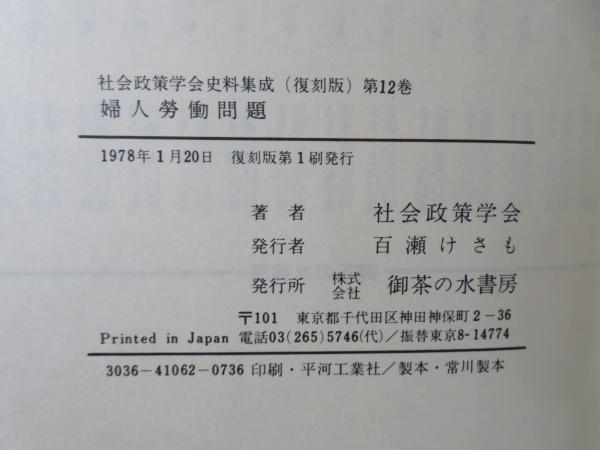 社会政策学会史料集成（復刻版）第12巻
婦人勞働問題
1978年1月20日 復刻版第1刷発行
著者 社会政策学会
発行者 百瀬けさも
発行所 株式会社 御茶の水書房
〒101 東京都千代田区神田神保町2－36
Printed in Japan 電話03(265)5746(代)／振替東京8-14774
3036－41062－0736 印刷・平河工業社／製本・常川製本